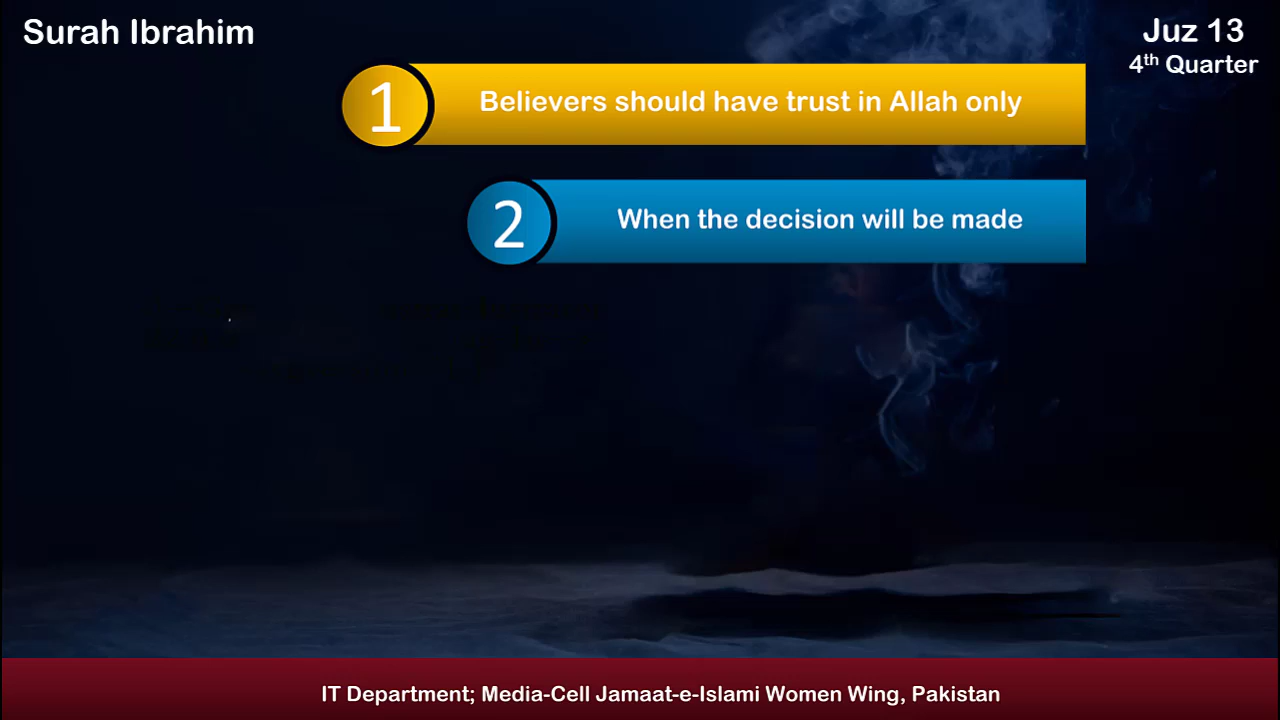 Surah Ibrahim
Juz 13
4th Quarter
1
Believers should have trust in Allah only
2
When the decision will be made
IT Department; Media-Cell Jamaat-e-Islami Women Wing, Pakistan